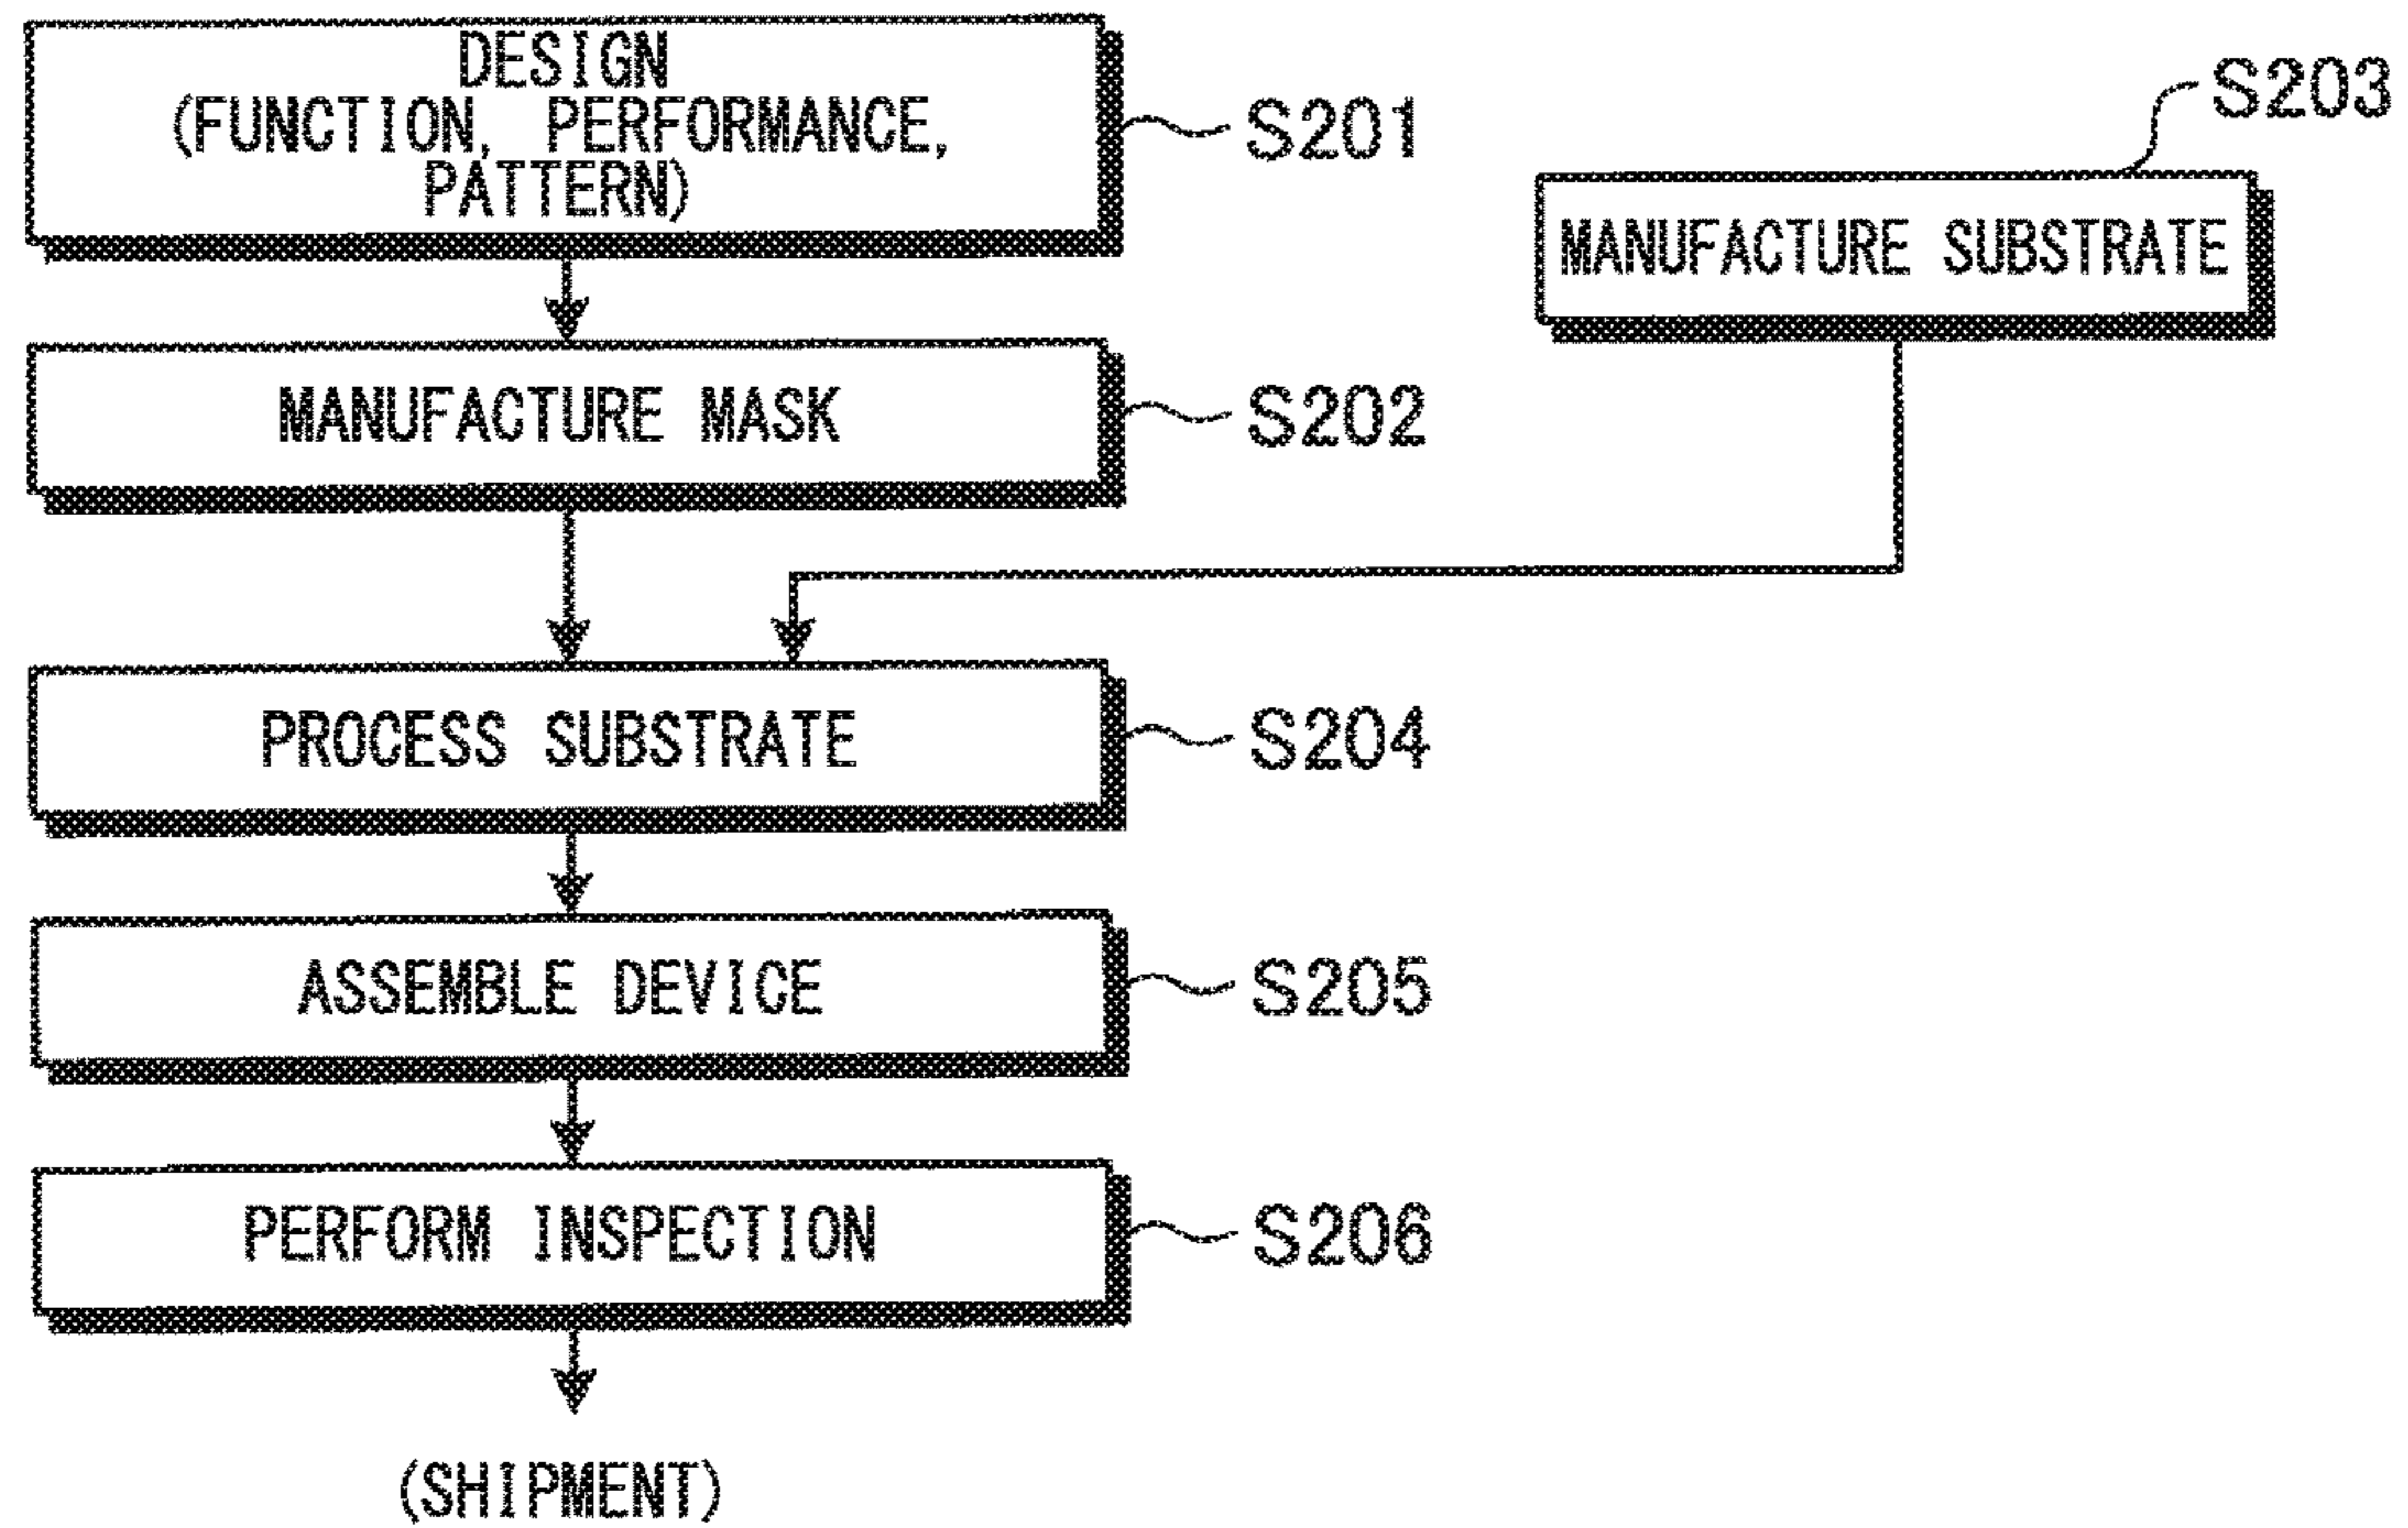 DESIGN
(FUNCTION, PERFORMANCE,
PATTERN)
S201
S203
MANUFACTURE SUBSTRATE
MANUFACTURE MASK
S202
PROCESS SUBSTRATE
S204
ASSEMBLE DEVICE
S205
PERFORM INSPECTION
S206
(SHIPMENT)